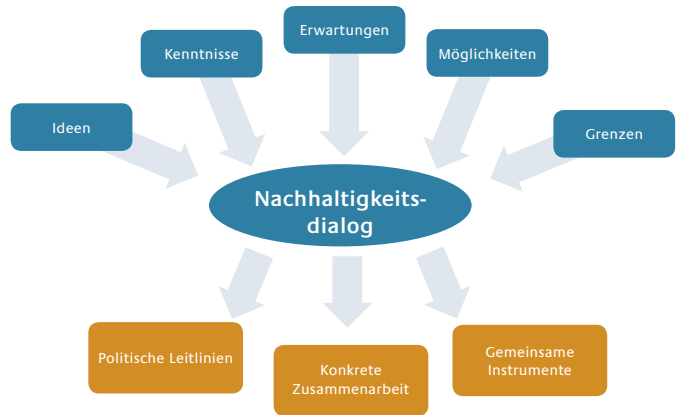 Erwartungen
Kenntnisse
Möglichkeiten
Ideen
Grenzen
Nachhaltigkeits-
dialog
Politische Leitlinien
Konkrete
Zusammenarbeit
Gemeinsame
Instrumente